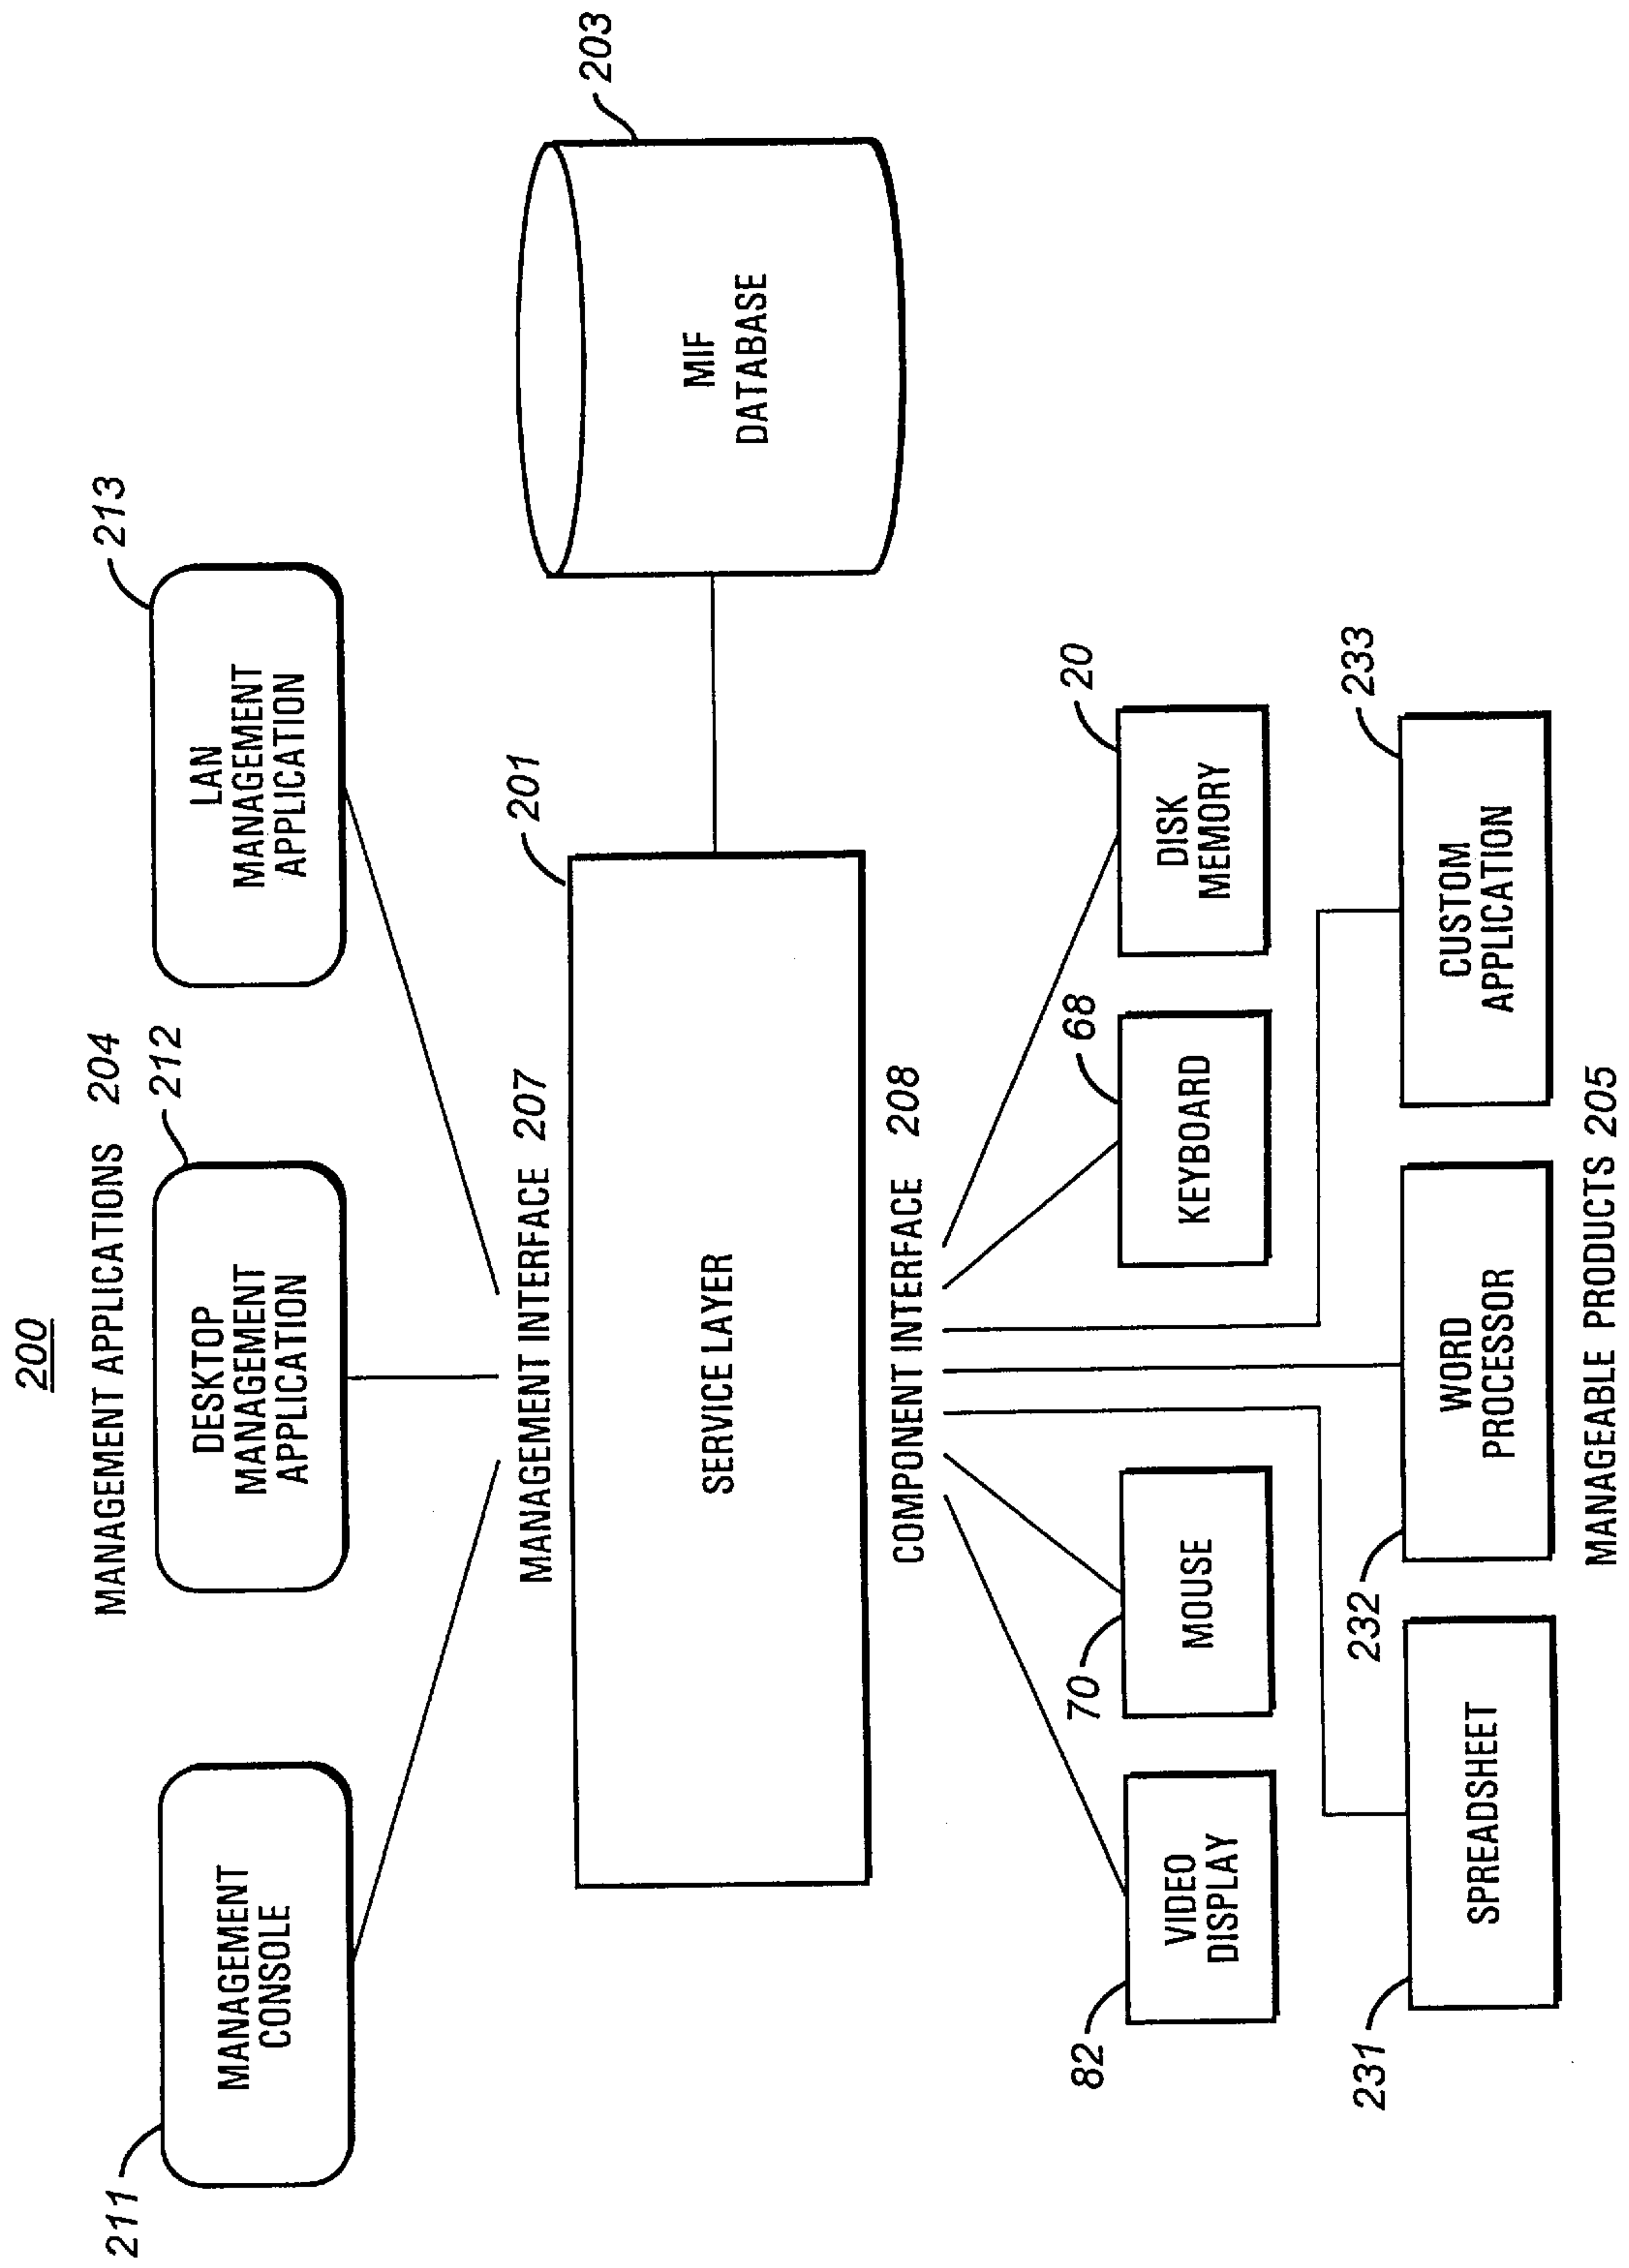 200
MANAGEMENT APPLICATIONS 204
211
212
213
MANAGEMENT
CONSOLE
DESKTOP
MANAGEMENT
APPLICATION
LAN
MANAGEMENT
APPLICATION
MANAGEMENT INTERFACE 207
201
203
SERVICE LAYER
MIF
DATABASE
COMPONENT INTERFACE 208
82
70
68
20
VIDEO
DISPLAY
MOUSE
KEYBOARD
DISK
MEMORY
231
232
233
SPREADSHEET
WORD
PROCESSOR
CUSTOM
APPLICATION
MANAGEABLE PRODUCTS 205